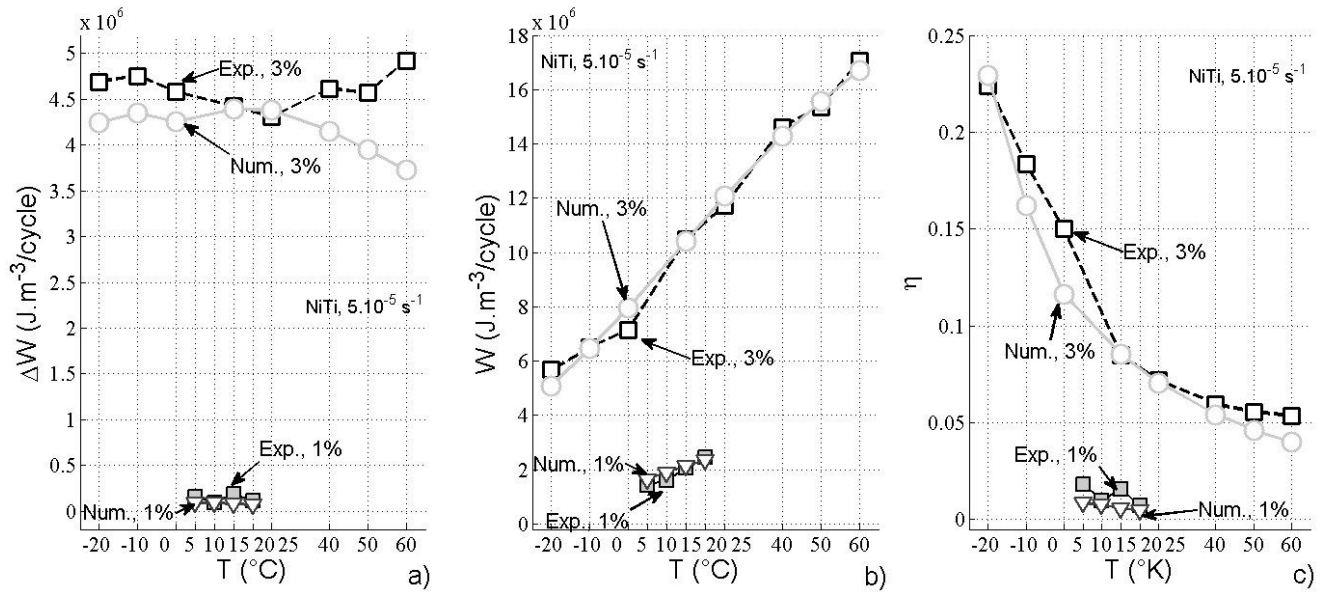 x 10⁶
5
4.5
4
3.5
3
2.5
2
1.5
1
0.5
0
ΔW (J.m⁻³/cycle)
Exp., 3%
Num., 3%
NiTi, 5.10⁻⁵ s⁻¹
Exp., 1%
Num., 1%
-20 -10 0 5 10 15 20 25 40 50 60
T (°C)
a)
x 10⁶
18
16
14
12
10
8
6
4
2
0
W (J.m⁻³/cycle)
NiTi, 5.10⁻⁵ s⁻¹
Num., 3%
Exp., 3%
Num., 1%
Exp., 1%
-20 -10 0 5 10 15 20 25 40 50 60
T (°C)
b)
0.25
0.2
0.15
0.1
0.05
0
η
NiTi, 5.10⁻⁵ s⁻¹
Exp., 3%
Num., 3%
Exp., 1%
Num., 1%
-20 -10 0 5 10 15 20 25 40 50 60
T (°K)
c)